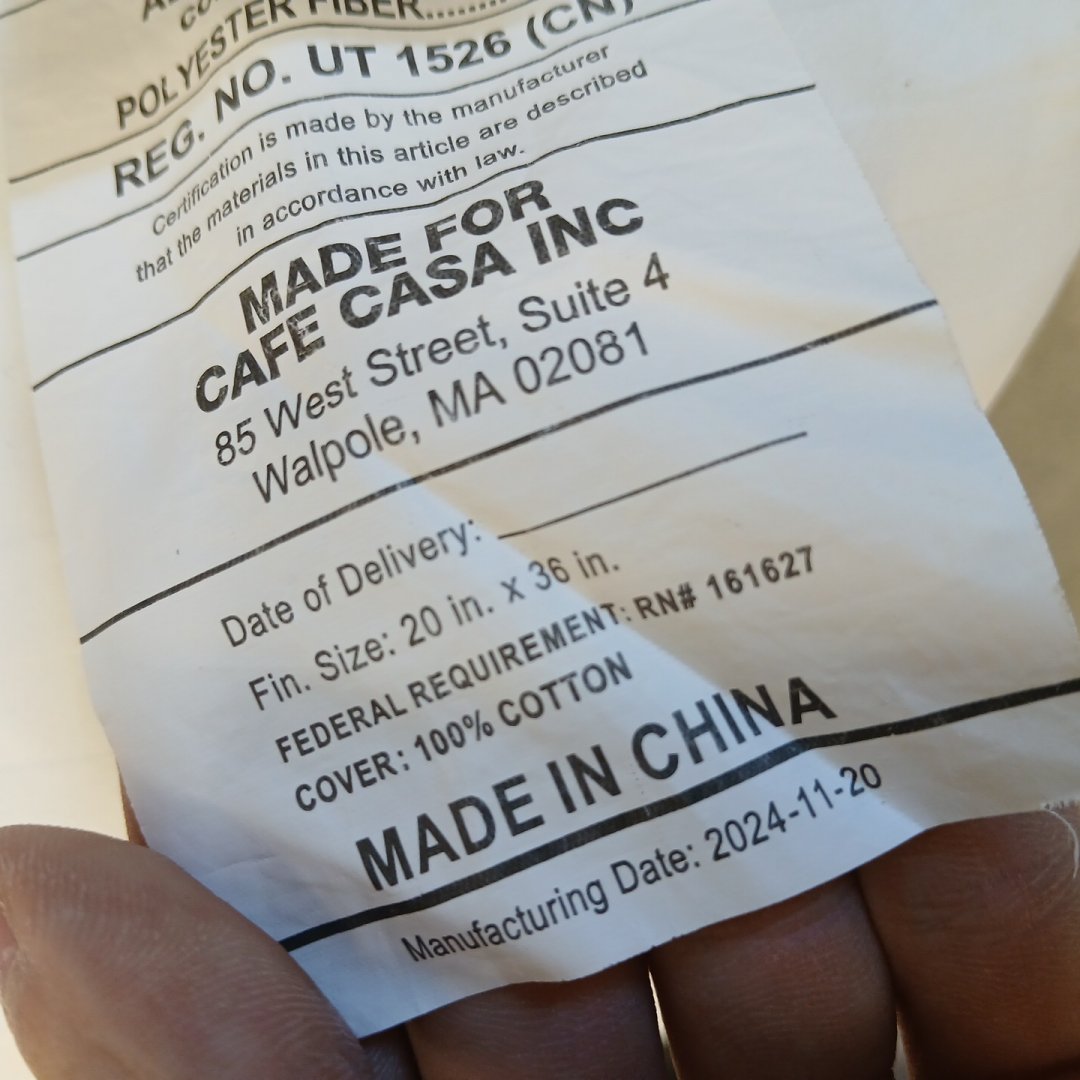 POLYESTER FIBER........
REG. NO. UT 1526 (CN)
Certification is made by the manufacturer
that the materials in this article are described
in accordance with law.
MADE FOR
CAFE CASA INC
85 West Street, Suite 4
Walpole, MA 02081
Date of Delivery:
Fin. Size: 20 in. x 36 in.
FEDERAL REQUIREMENT: RN# 161627
COVER: 100% COTTON
MADE IN CHINA
Manufacturing Date: 2024-11-20